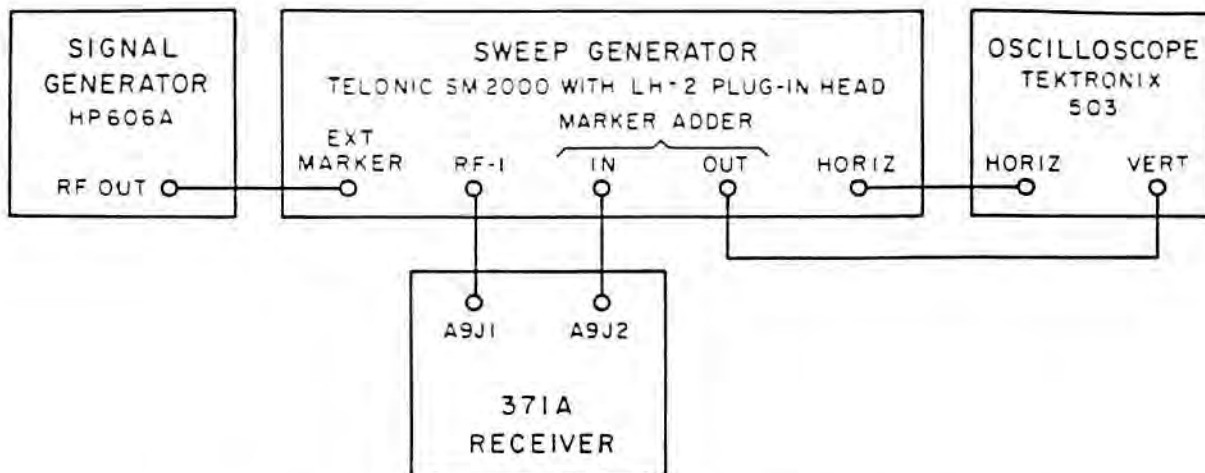 SIGNAL
GENERATOR
HP606A
RF OUT
SWEEP GENERATOR
TELONIC SM2000 WITH LH-2 PLUG-IN HEAD
MARKER ADDER
EXT
MARKER
RF-1
IN
OUT
HORIZ
OSCILLOSCOPE
TEKTRONIX
503
HORIZ
VERT
A9J1
A9J2
371A
RECEIVER